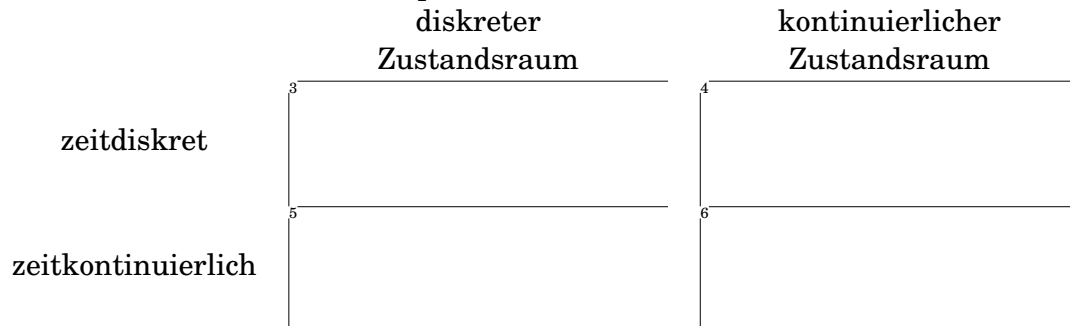 diskreter kontinuierlicher
Zustandsraum Zustandsraum
3 4
zeitdiskret
5 6
zeitkontinuierlich